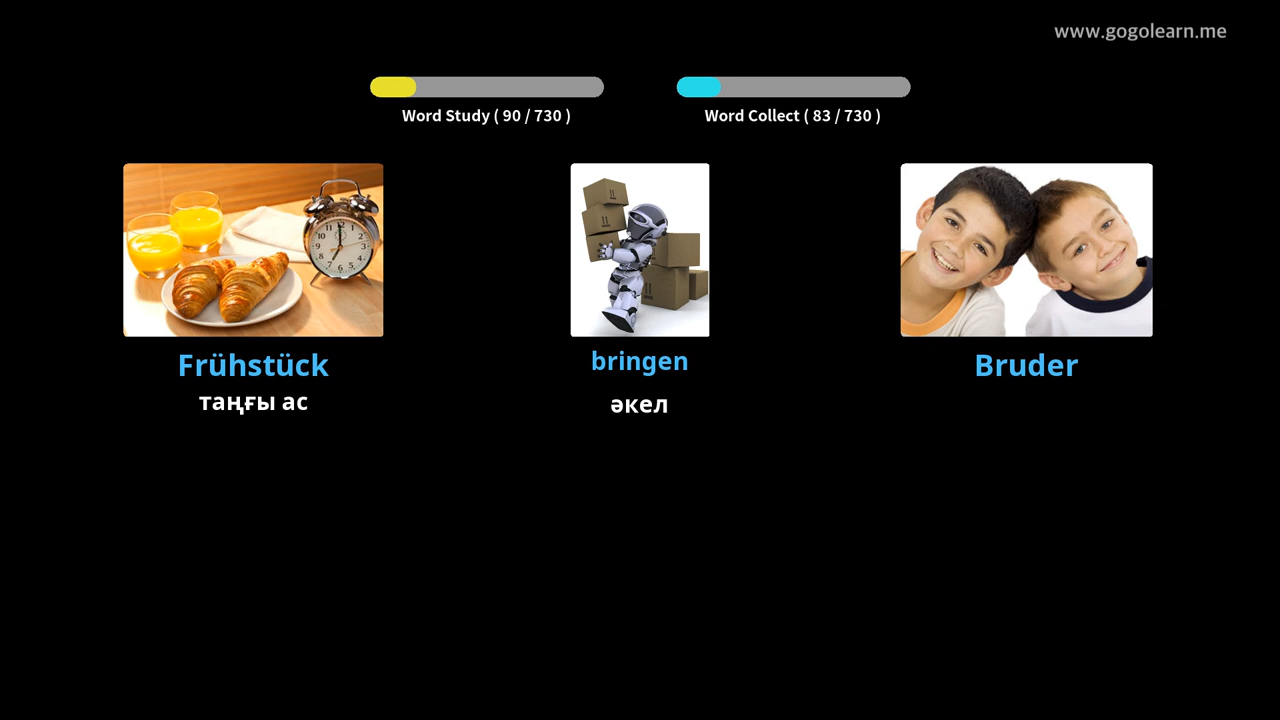 www.gogolearn.me
Word Study ( 90 / 730 )
Word Collect ( 83 / 730 )
Frühstück
таңғы ас
bringen
әкел
Bruder